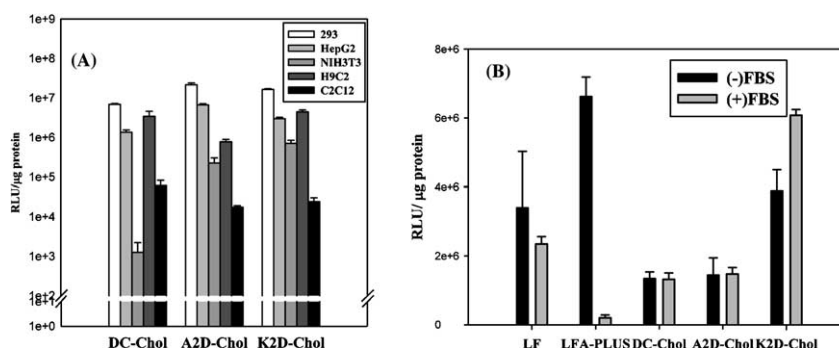 (A)
293
HepG2
NIH3T3
H9C2
C2C12
RLU/µg protein
1e+9
1e+8
1e+7
1e+6
1e+5
1e+4
1e+3
1e+2
1e+1
1e+0
DC-Chol A2D-Chol K2D-Chol
(B)
(-)FBS
(+)FBS
RLU/ µg protein
8e+6
6e+6
4e+6
2e+6
0
LF LFA-PLUS DC-Chol A2D-Chol K2D-Chol